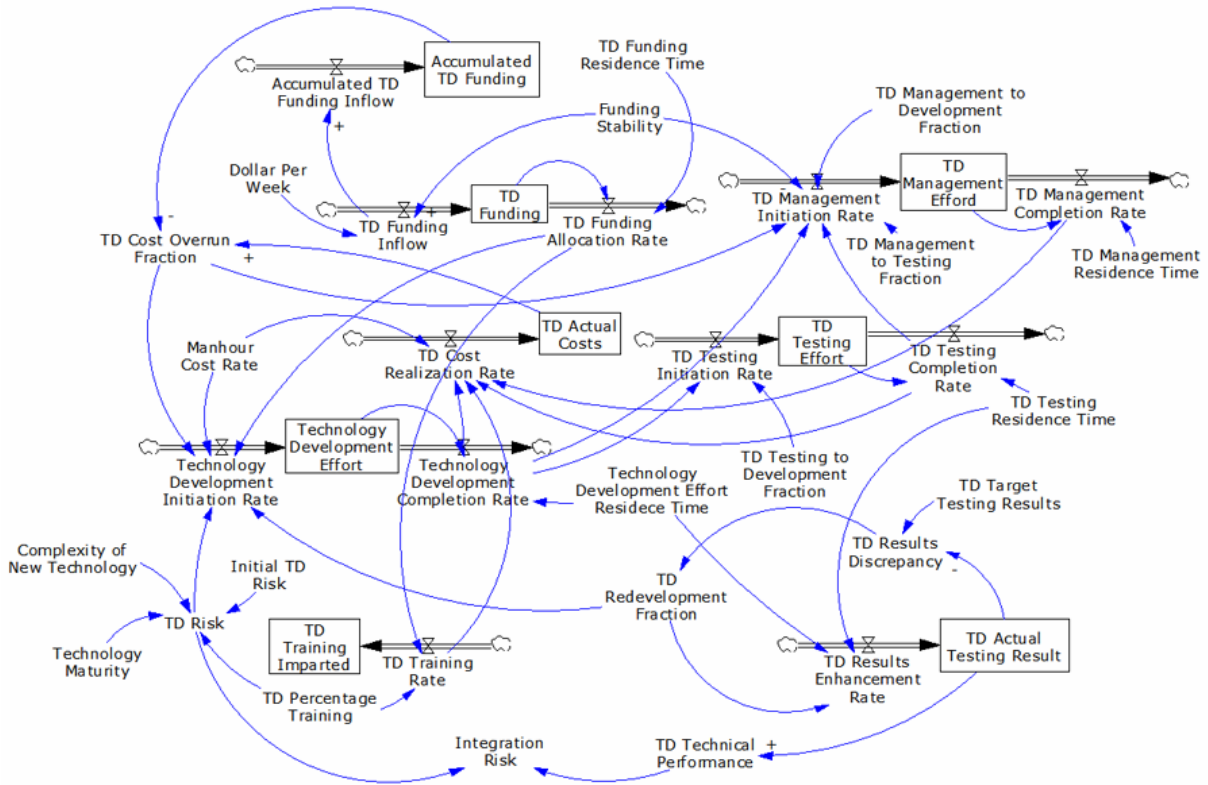 Accumulated
TD Funding
Accumulated TD
Funding Inflow
+
TD Funding
Residence Time
Funding
Stability
TD Management to
Development
Fraction
Dollar Per
Week
TD
Funding
+
TD Funding
Inflow
TD Funding
Allocation Rate
TD
Management
Efford
-
TD Management
Initiation Rate
TD Management
Completion Rate
TD Management
to Testing
Fraction
TD Management
Residence Time
-
TD Cost Overrun
Fraction
+
TD Actual
Costs
Manhour
Cost Rate
TD Cost
Realization Rate
TD
Testing
Effort
TD Testing
Initiation Rate
TD Testing
Completion
Rate
TD Testing
Residence Time
Technology
Development
Effort
Technology
Development
Initiation Rate
Technology
Development
Completion Rate
Technology
Development Effort
Residece Time
TD Testing to
Development
Fraction
TD Target
Testing Results
TD Results
Discrepancy
-
Complexity of
New Technology
Initial TD
Risk
TD
Redevelopment
Fraction
TD Risk
Technology
Maturity
TD
Training
Imparted
TD Training
Rate
TD Percentage
Training
TD Results
Enhancement
Rate
TD Actual
Testing Result
Integration
Risk
TD Technical
Performance
+